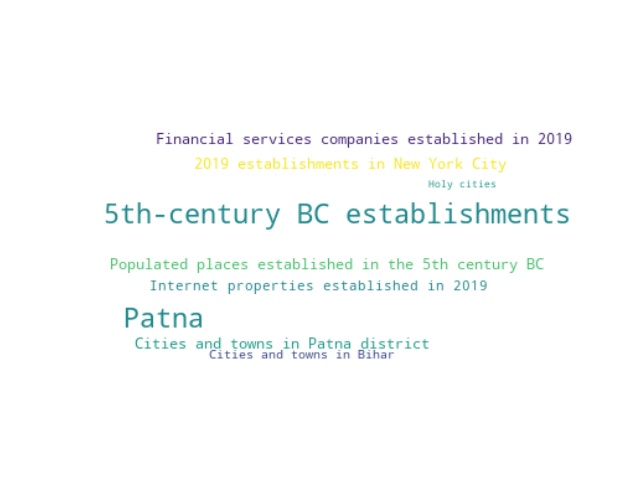 Financial services companies established in 2019
2019 establishments in New York City
Holy cities
5th-century BC establishments
Populated places established in the 5th century BC
Internet properties established in 2019
Patna
Cities and towns in Patna district
Cities and towns in Bihar